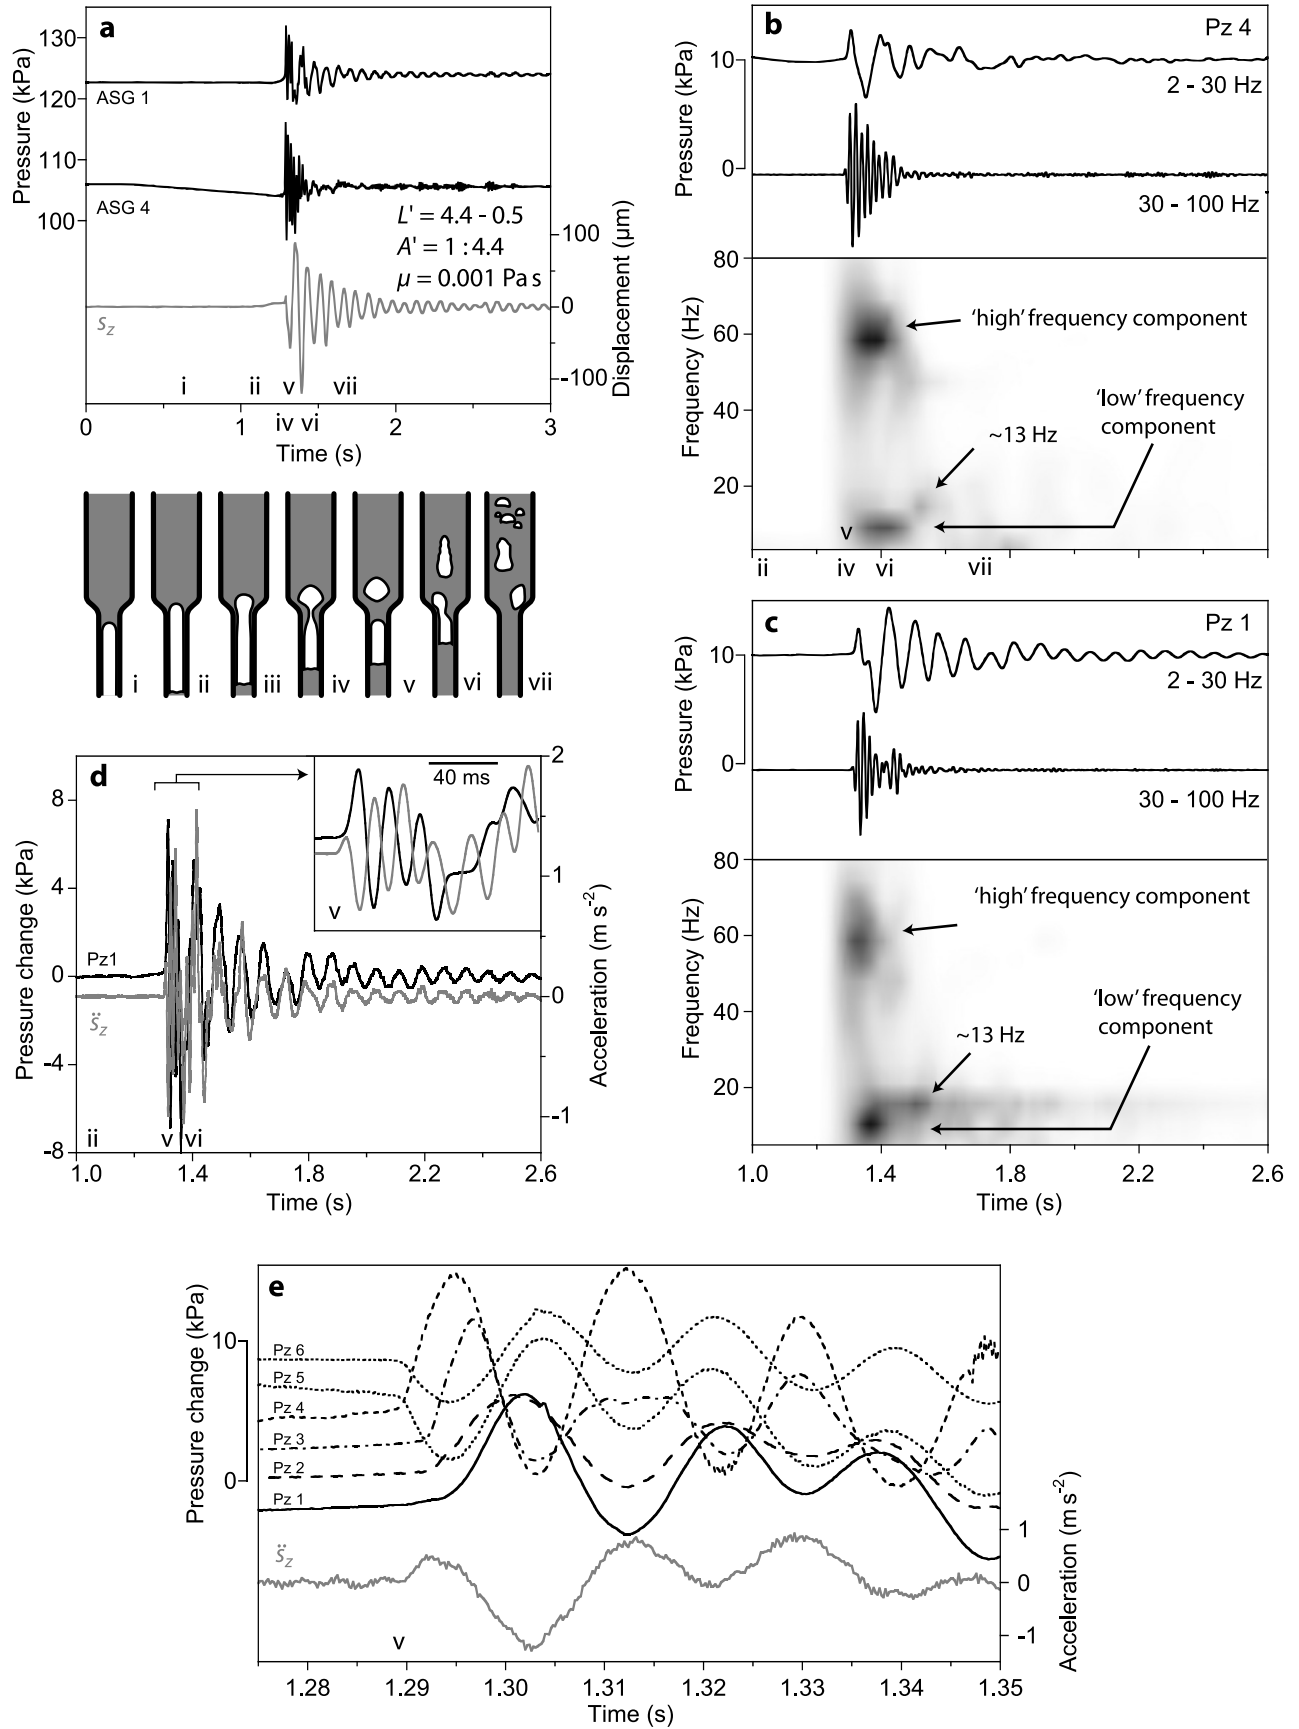 a
Pressure (kPa)
130
120
110
100
ASG 1
ASG 4
L' = 4.4 - 0.5
A' = 1 : 4.4
μ = 0.001 Pa s
s_z
100
0
-100
Displacement (μm)
i ii v vii
0 1 iv vi 2 3
Time (s)
i ii iii iv v vi vii
b
Pz 4
Pressure (kPa)
10
0
2 - 30 Hz
30 - 100 Hz
Frequency (Hz)
80
60
40
20
'high' frequency component
'low' frequency
component
~13 Hz
v
ii iv vi vii
c
Pz 1
Pressure (kPa)
10
0
2 - 30 Hz
30 - 100 Hz
Frequency (Hz)
80
60
40
20
'high' frequency component
'low' frequency
component
~13 Hz
1.0 1.4 1.8 2.2 2.6
Time (s)
d
Pressure change (kPa)
8
4
0
-4
-8
40 ms
v
Pz1
s̈_z
2
1
0
-1
Acceleration (m s⁻²)
ii v vi
1.0 1.4 1.8 2.2 2.6
Time (s)
e
Pressure change (kPa)
10
0
Pz 6
Pz 5
Pz 4
Pz 3
Pz 2
Pz 1
s̈_z
1
0
-1
Acceleration (m s⁻²)
v
1.28 1.29 1.30 1.31 1.32 1.33 1.34 1.35
Time (s)